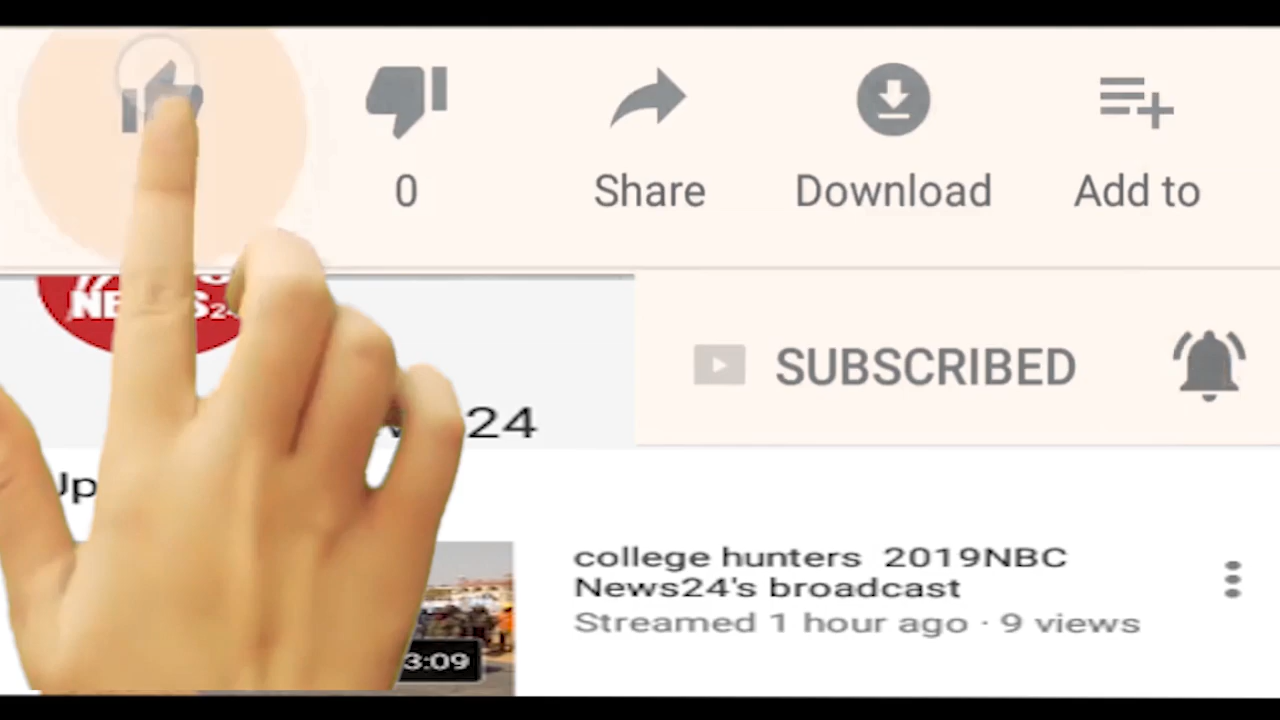 0 Share Download Add to
24
SUBSCRIBED
24
college hunters 2019NBC
News24's broadcast
Streamed 1 hour ago · 9 views
3:09